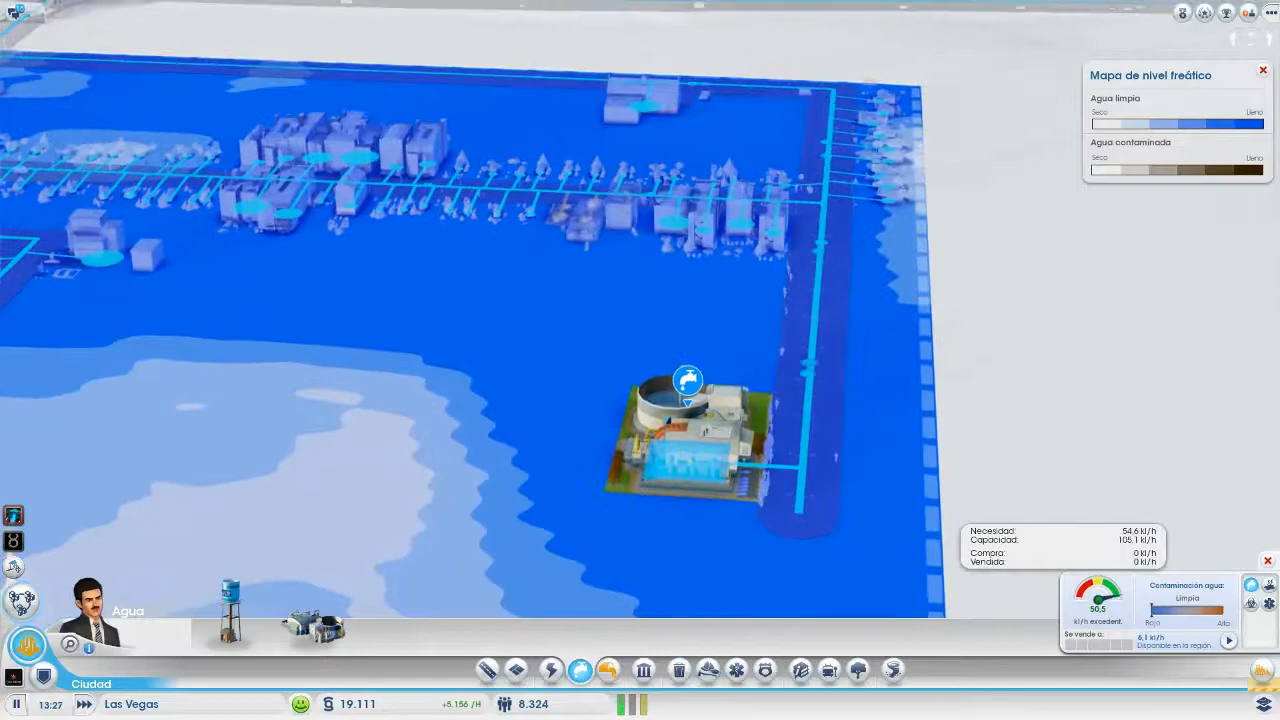 Mapa de nivel freático
Agua limpia
Seco Lleno
Agua contaminada
Seco Lleno
Necesidad: 54,6 kl/h
Capacidad: 105,1 kl/h
Compra: 0 kl/h
Vendida: 0 kl/h
Agua
50,5
kl/h excedent.
Contaminación agua:
Limpia
Bajo Alto
Se vende a:
6,1 kl/h
Disponible en la región
Ciudad
13:27
Las Vegas
19.111
+5.156 /H
8.324